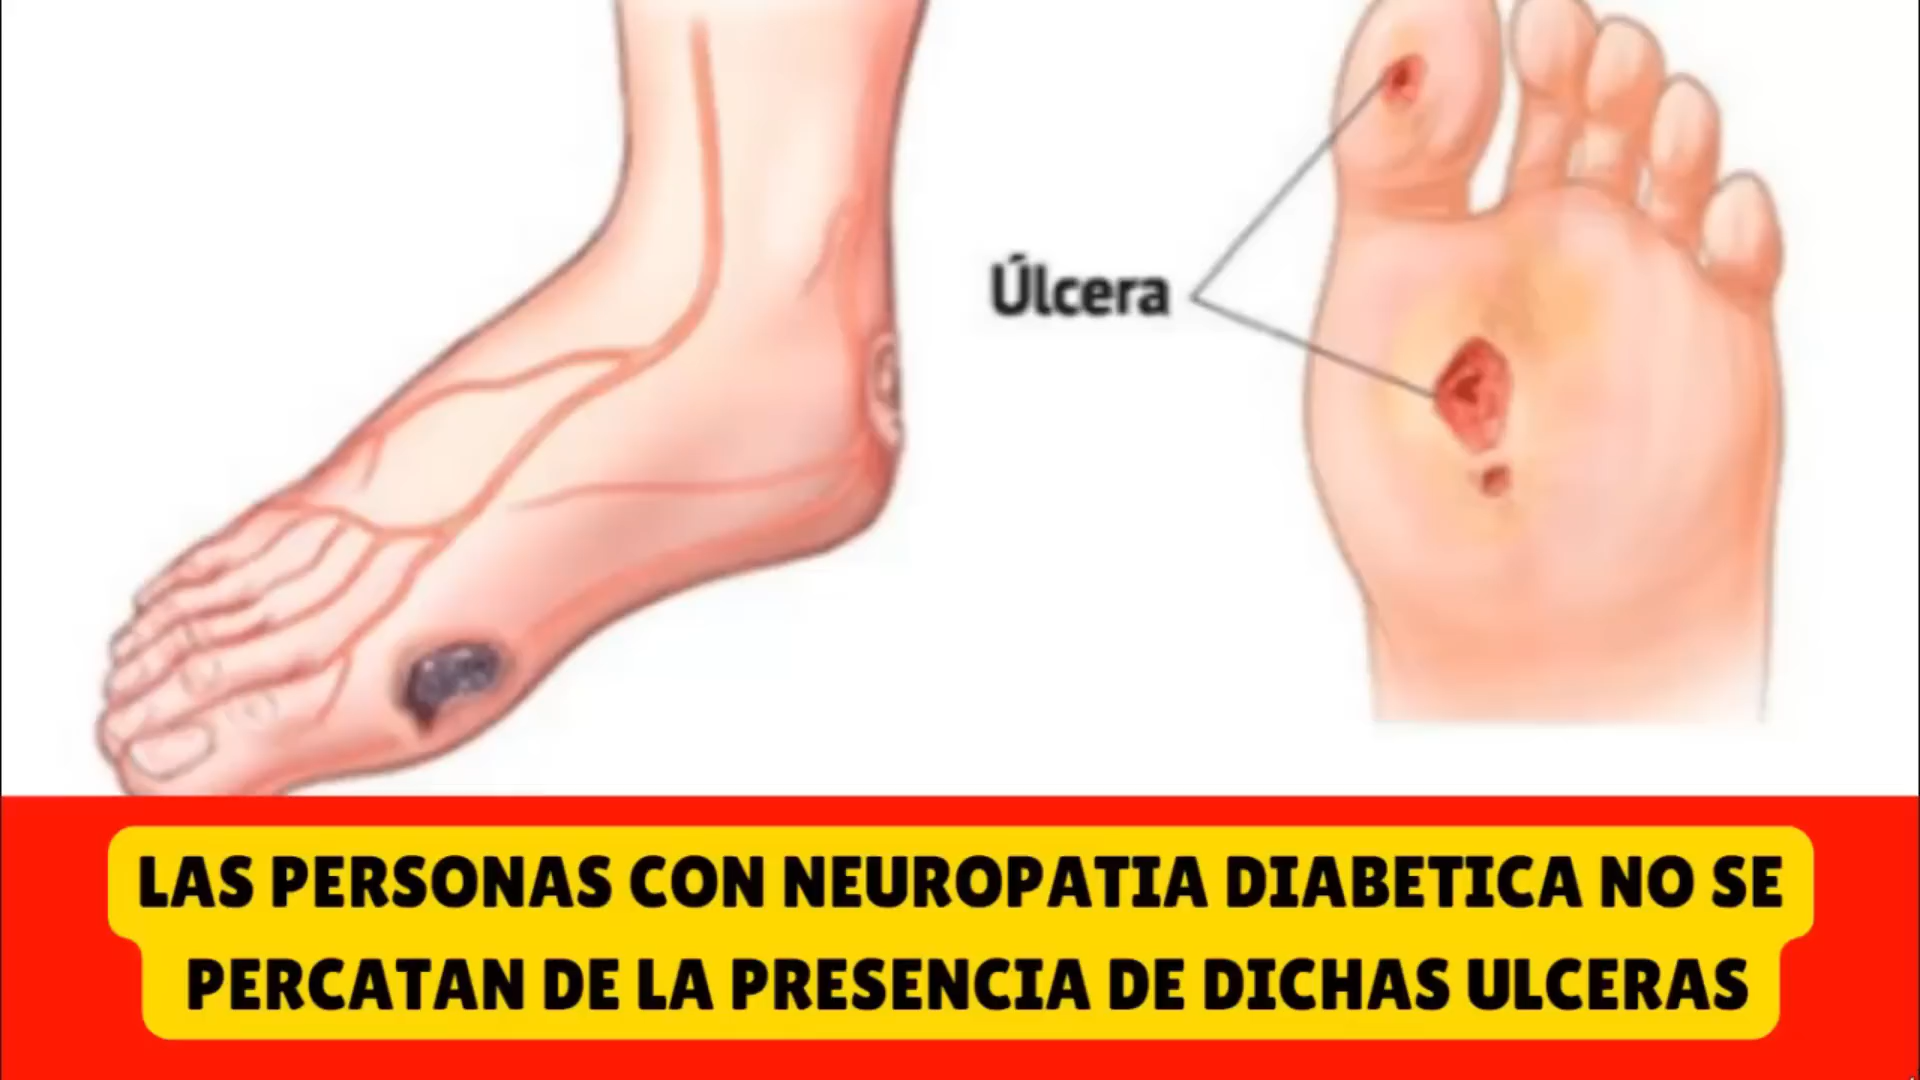 Úlcera
LAS PERSONAS CON NEUROPATIA DIABETICA NO SE
PERCATAN DE LA PRESENCIA DE DICHAS ULCERAS